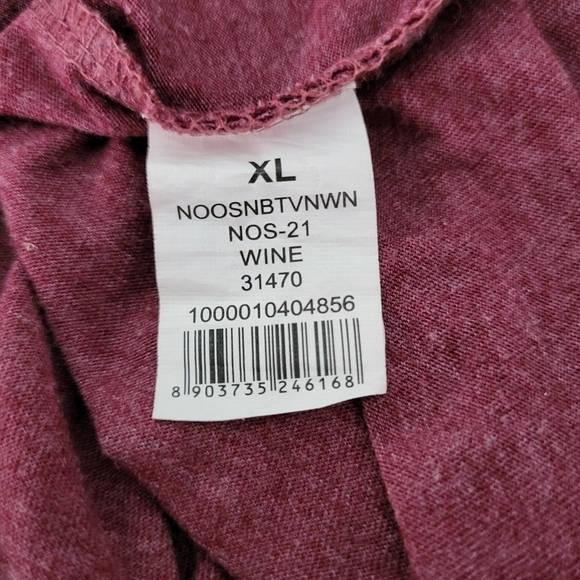 XL
NOOSNBTVNWN
NOS-21
WINE
31470
1000010404856
8 903735 246168